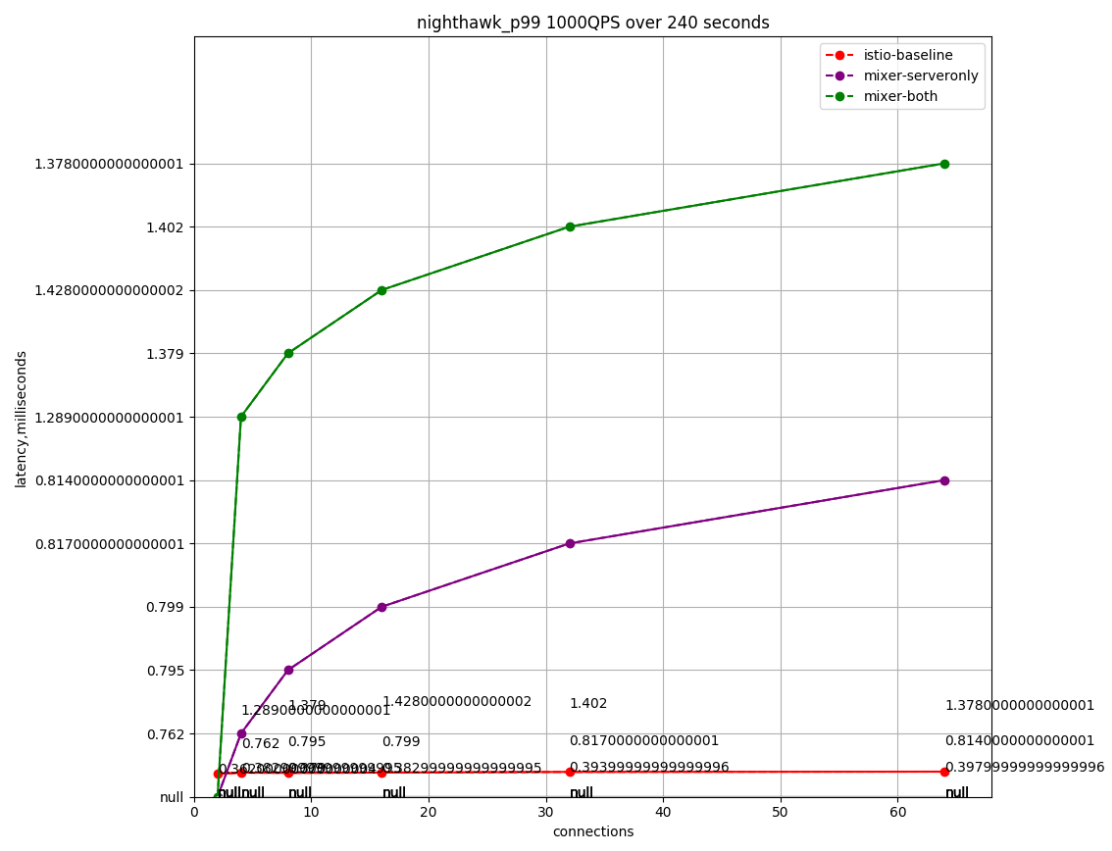 nighthawk_p99 1000QPS over 240 seconds
istio-baseline
mixer-serveronly
mixer-both
latency,milliseconds
1.3780000000000001
1.402
1.4280000000000002
1.379
1.2890000000000001
0.8140000000000001
0.8170000000000001
0.799
0.795
0.762
null
1.2890000000000001
1.379
1.4280000000000002
1.402
1.3780000000000001
0.762
0.795
0.799
0.8170000000000001
0.8140000000000001
0.39399999999999996
0.39799999999999996
null
null
null
null
null
null
0
10
20
30
40
50
60
connections